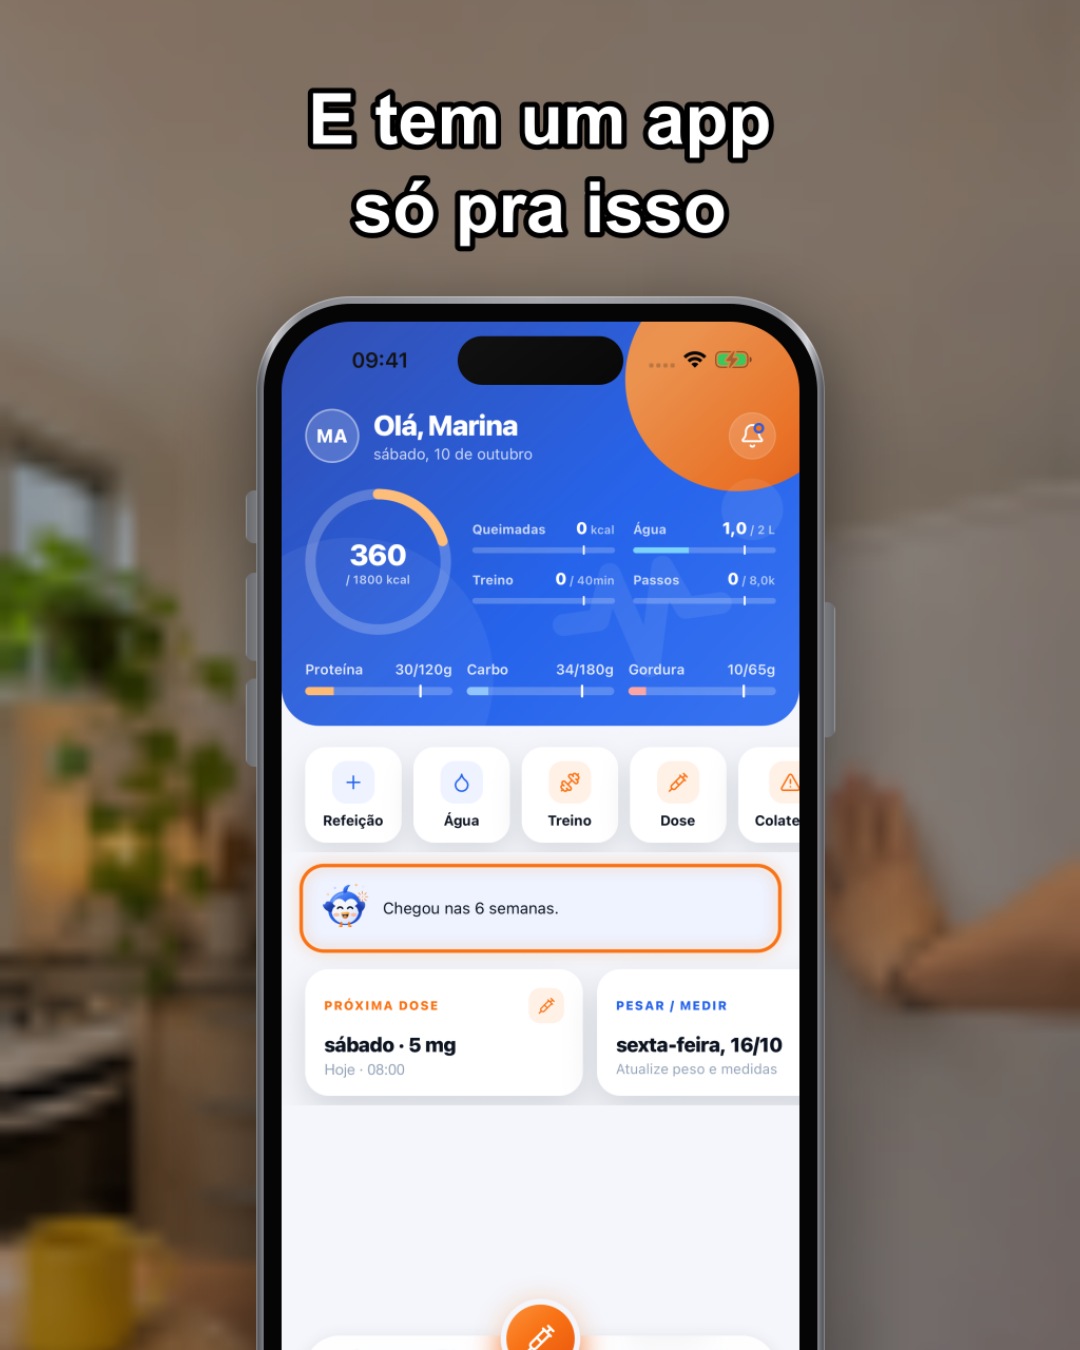 E tem um app
só pra isso
09:41
MA
Olá, Marina
sábado, 10 de outubro
360
/ 1800 kcal
Queimadas 0 kcal
Água 1,0 / 2 L
Treino 0 / 40min
Passos 0 / 8,0k
Proteína 30/120g
Carbo 34/180g
Gordura 10/65g
Refeição
Água
Treino
Dose
Colate
Chegou nas 6 semanas.
PRÓXIMA DOSE
sábado · 5 mg
Hoje · 08:00
PESAR / MEDIR
sexta-feira, 16/10
Atualize peso e medidas